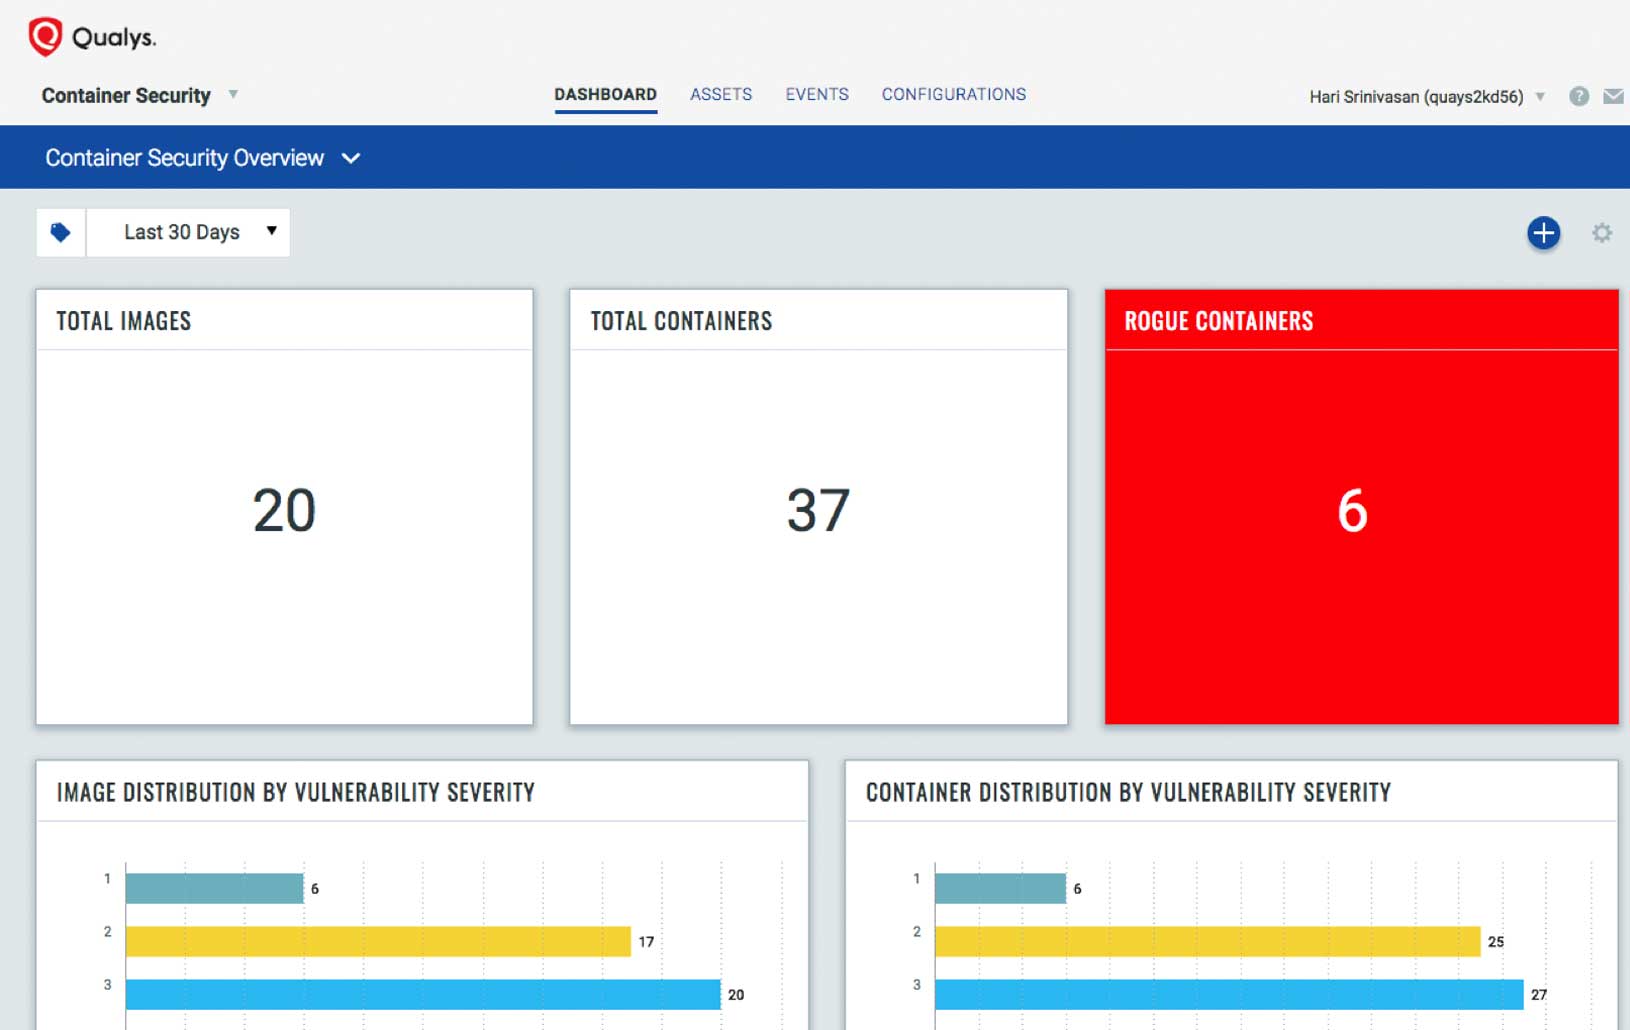 Qualys.
Container Security
DASHBOARD ASSETS EVENTS CONFIGURATIONS
Hari Srinivasan (quays2kd56)
?
Container Security Overview
Last 30 Days
TOTAL IMAGES
20
TOTAL CONTAINERS
37
ROGUE CONTAINERS
6
IMAGE DISTRIBUTION BY VULNERABILITY SEVERITY
1 6
2 17
3 20
CONTAINER DISTRIBUTION BY VULNERABILITY SEVERITY
1 6
2 25
3 27